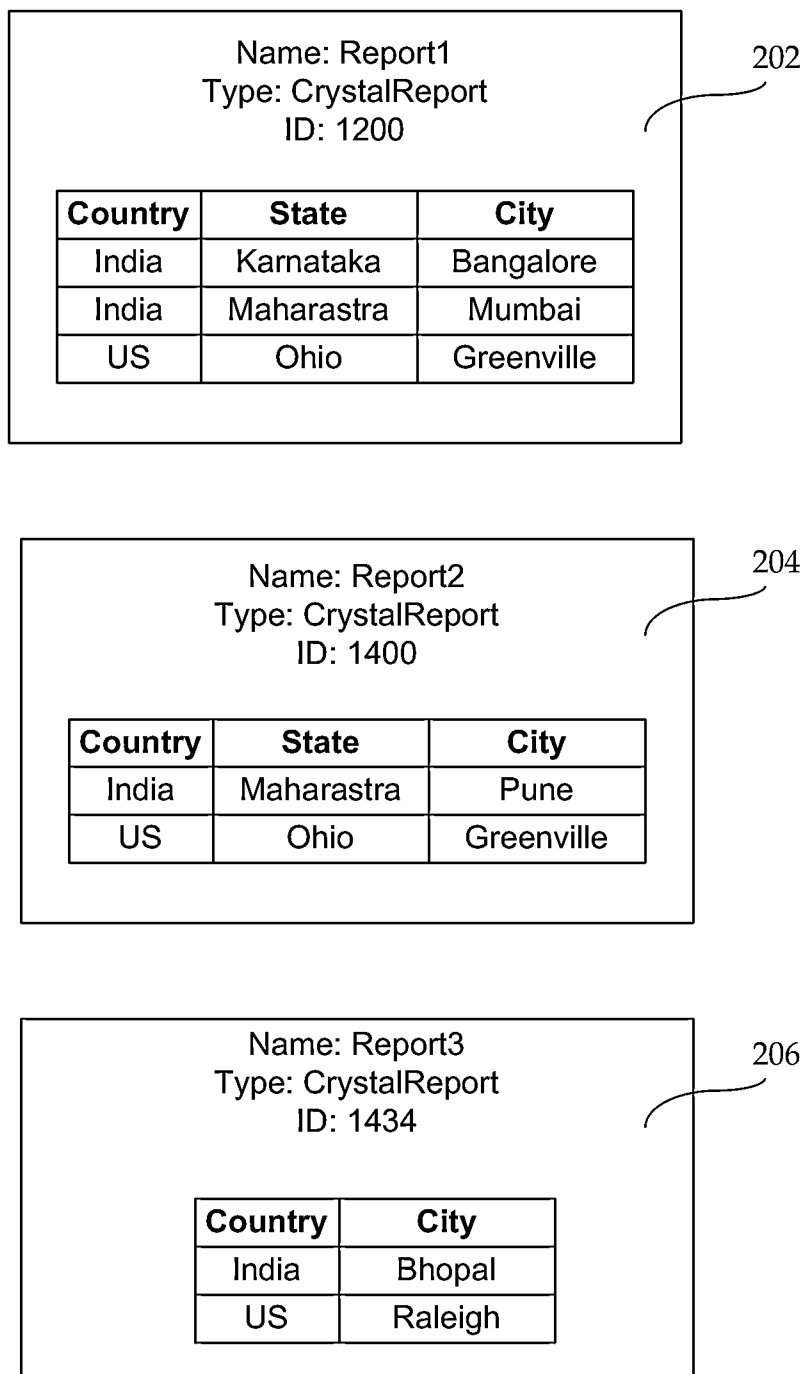 Name: Report1
Type: CrystalReport
ID: 1200
202
Country State City
India Karnataka Bangalore
India Maharastra Mumbai
US Ohio Greenville
Name: Report2
Type: CrystalReport
ID: 1400
204
Country State City
India Maharastra Pune
US Ohio Greenville
Name: Report3
Type: CrystalReport
ID: 1434
206
Country City
India Bhopal
US Raleigh